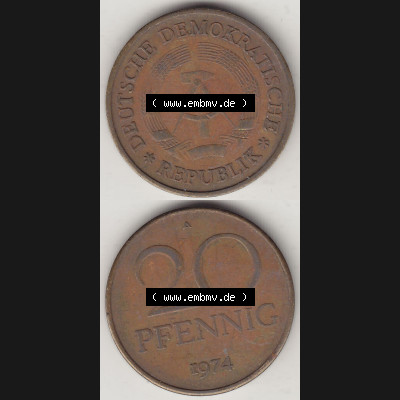 * DEUTSCHE DEMOKRATISCHE *
REPUBLIK
( www.embmv.de )
A
20
( www.embmv.de )
PFENNIG
1974